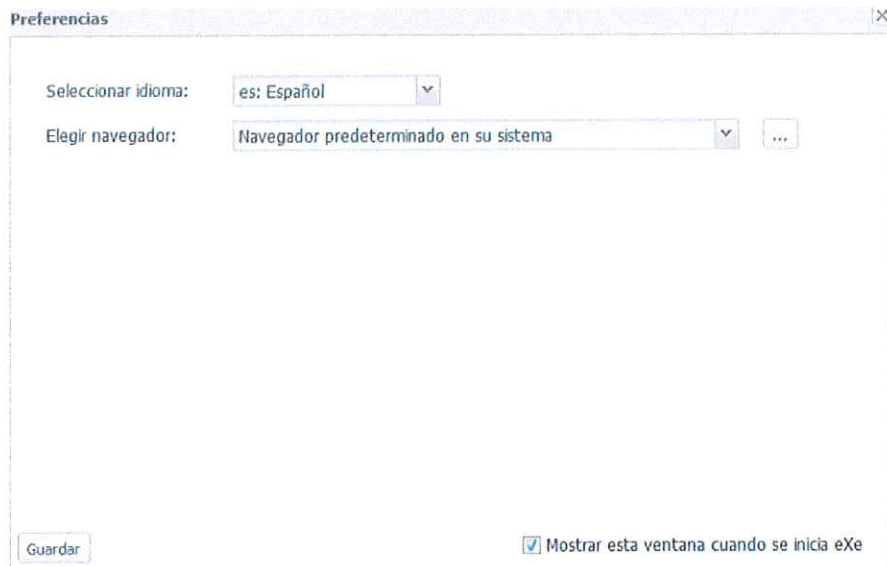 Preferencias
Seleccionar idioma: es: Español
Elegir navegador: Navegador predeterminado en su sistema ...
Guardar Mostrar esta ventana cuando se inicia eXe